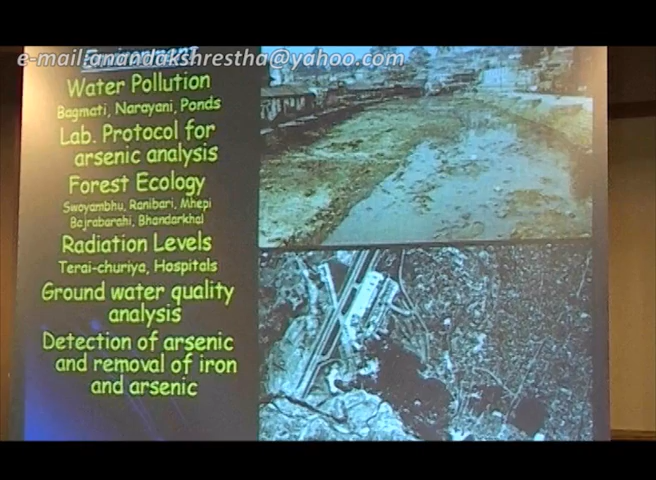 Environment
e-mail:anandakshrestha@yahoo.com
Water Pollution
Bagmati, Narayani, Ponds
Lab. Protocol for
arsenic analysis
Forest Ecology
Swoyambhu, Ranibari, Mhepi
Bajrabarahi, Bhandarkhal
Radiation Levels
Terai-churiya, Hospitals
Ground water quality
analysis
Detection of arsenic
and removal of iron
and arsenic